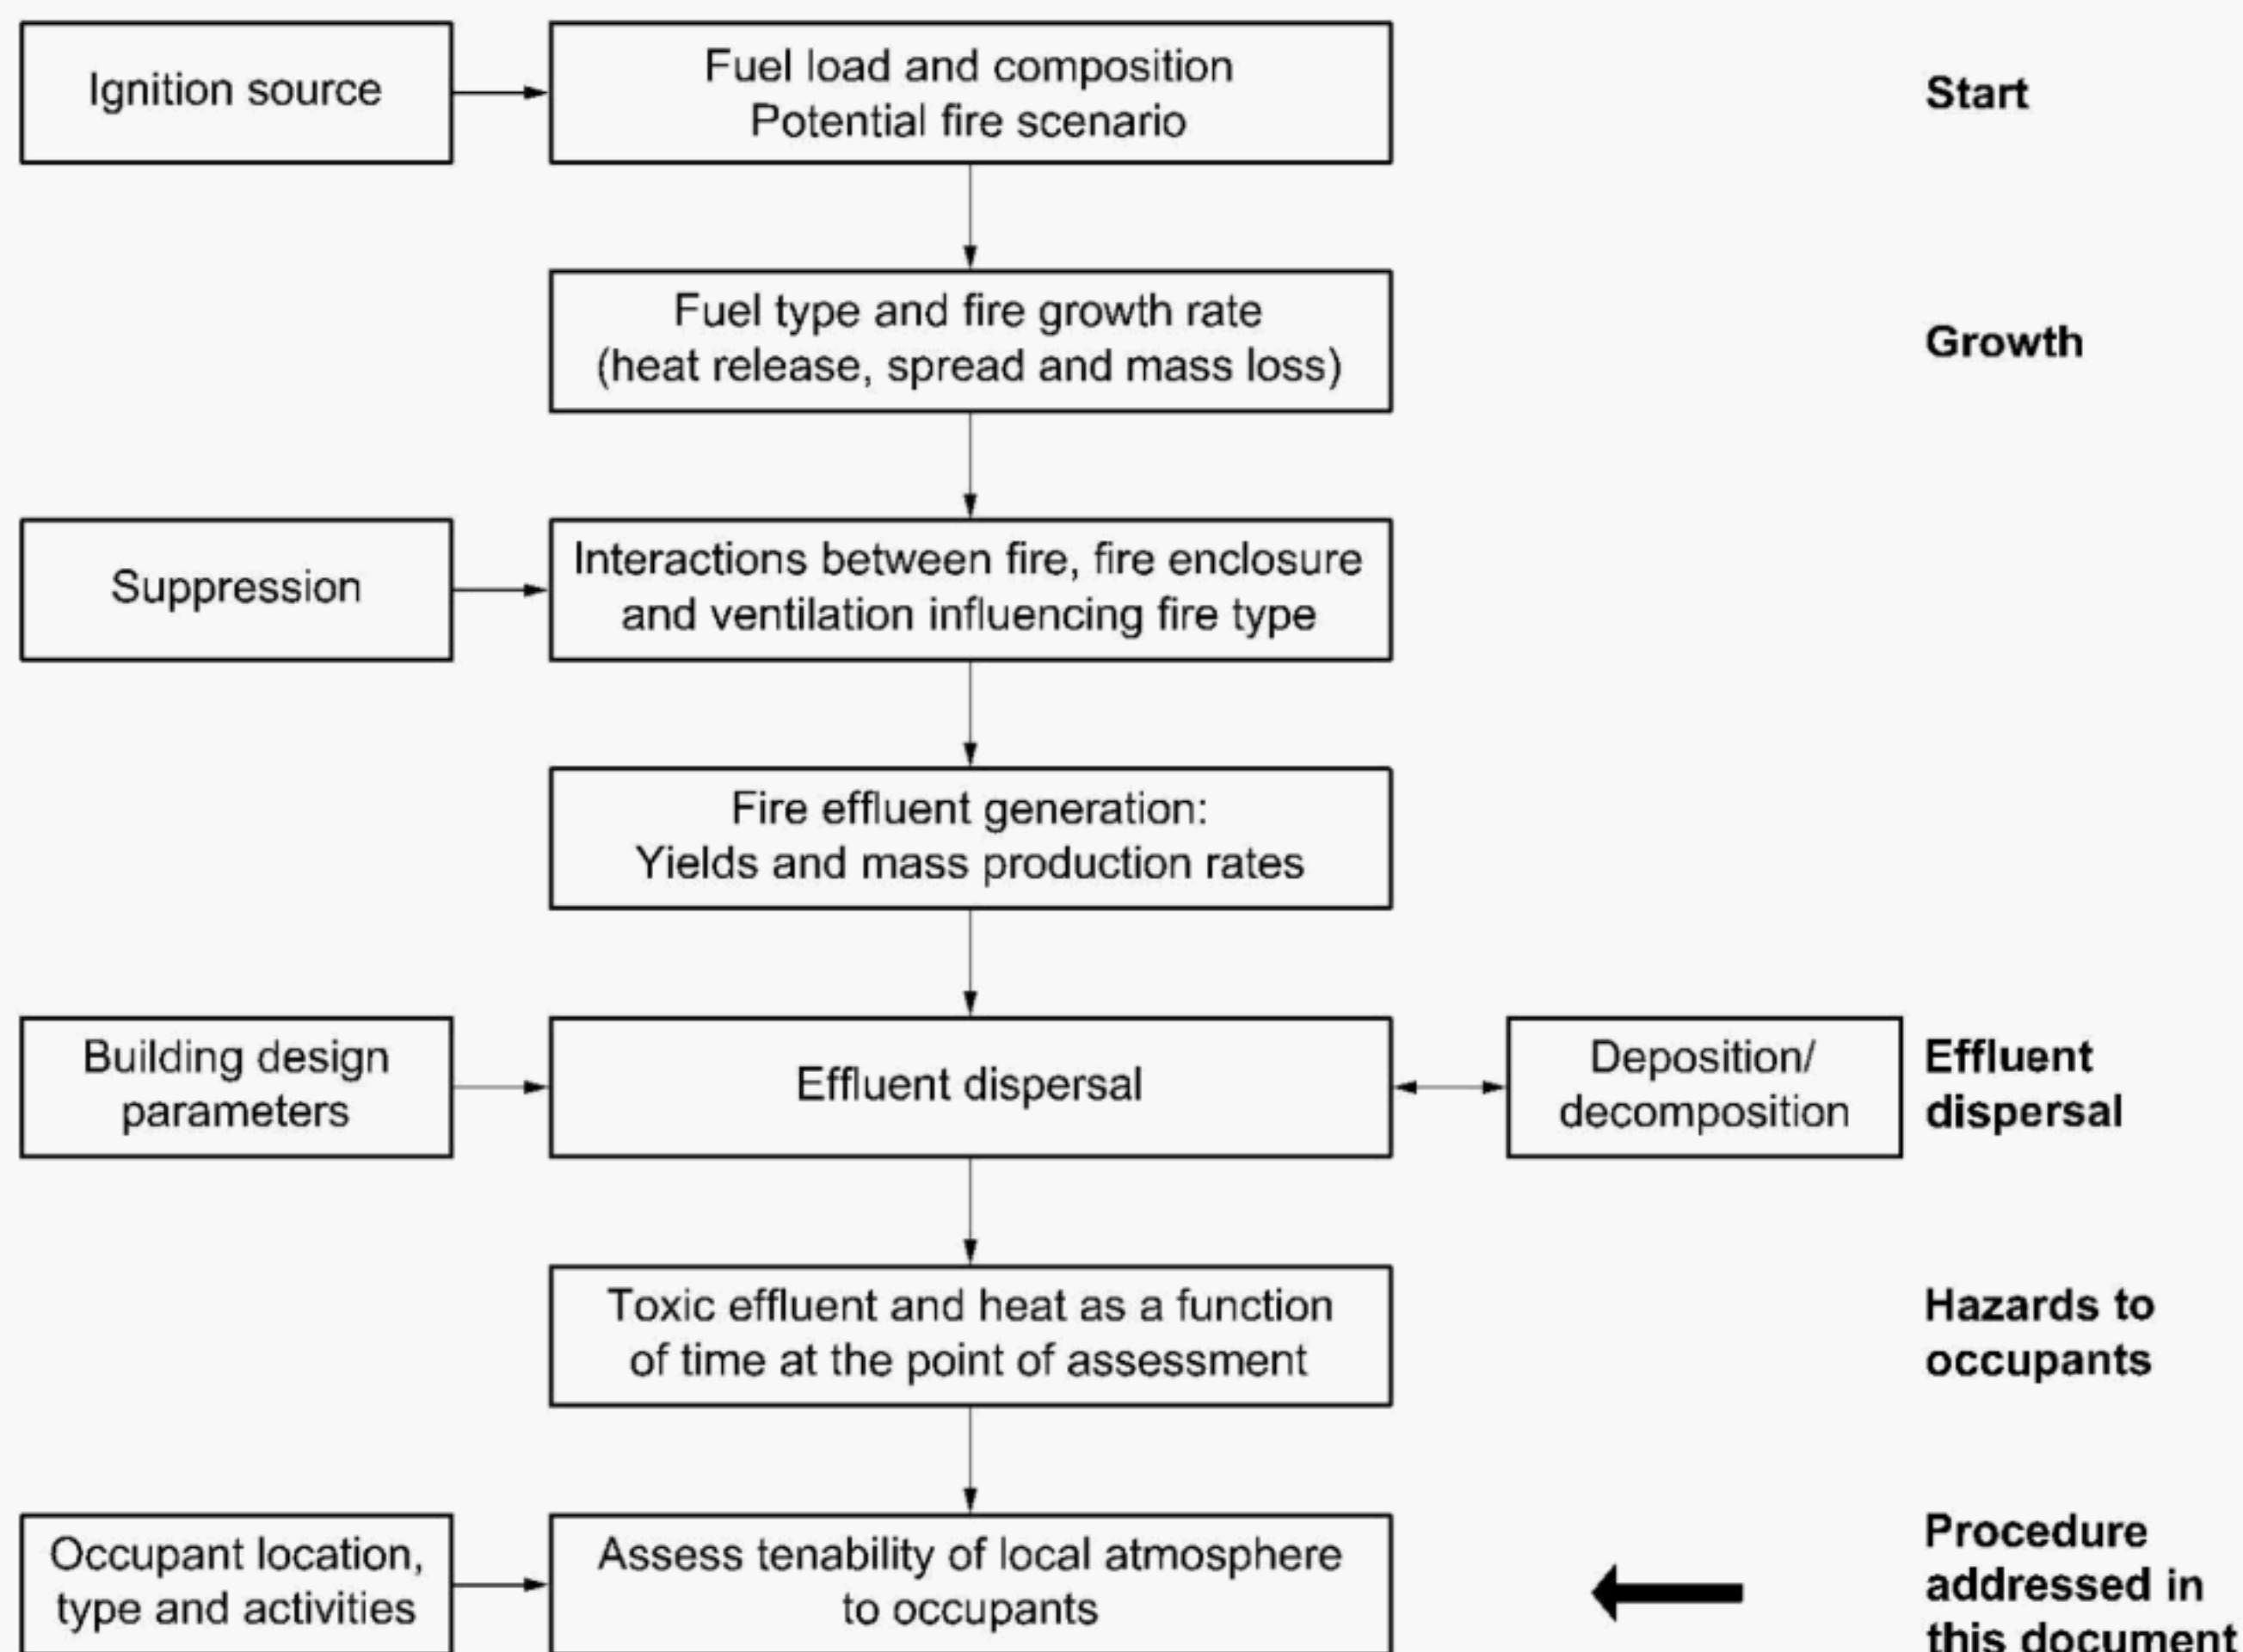 Ignition source
Fuel load and composition
Potential fire scenario
Start
Fuel type and fire growth rate
(heat release, spread and mass loss)
Growth
Suppression
Interactions between fire, fire enclosure
and ventilation influencing fire type
Fire effluent generation:
Yields and mass production rates
Building design
parameters
Effluent dispersal
Deposition/
decomposition
Effluent
dispersal
Toxic effluent and heat as a function
of time at the point of assessment
Hazards to
occupants
Occupant location,
type and activities
Assess tenability of local atmosphere
to occupants
Procedure
addressed in
this document